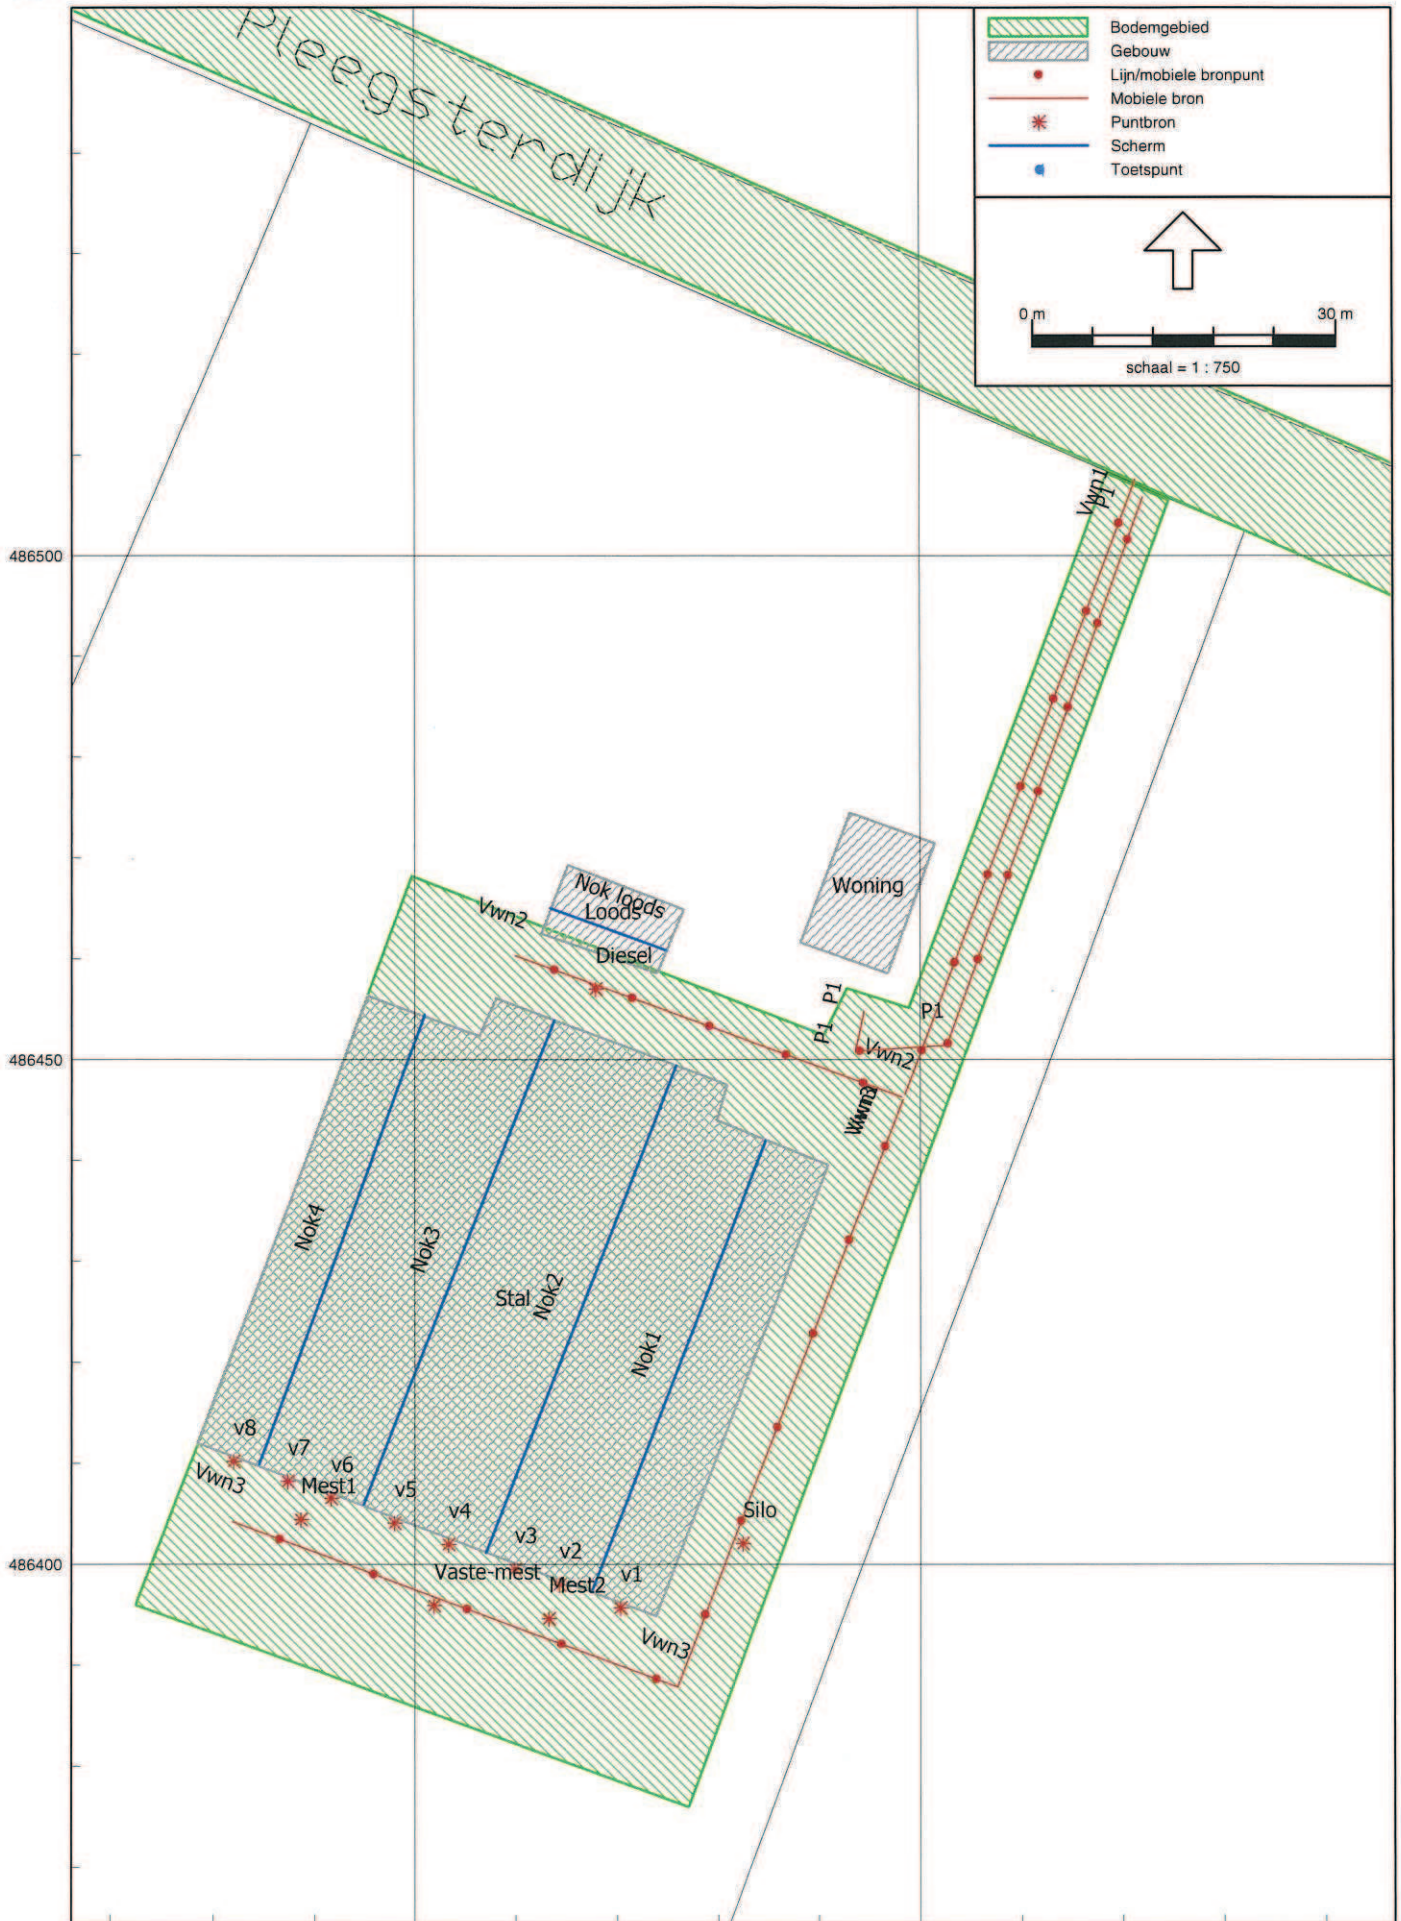 Pleegsterdijk
Bodemgebied
Gebouw
Lijn/mobiele bronpunt
Mobiele bron
Puntbron
Scherm
Toetspunt
0 m 30 m
schaal = 1 : 750
Vwn1
P1
486500
Woning
Nok loods
Loods
Vwn2
Diesel
P1
P1
P1
Vwn2
486450
Vwn3
Nok4
Nok3
Stal
Nok2
Nok1
v8
v7
v6
Mest1
Vwn3
v5
v4
Silo
v3
v2
486400
Vaste-mest
Mest2
v1
Vwn3